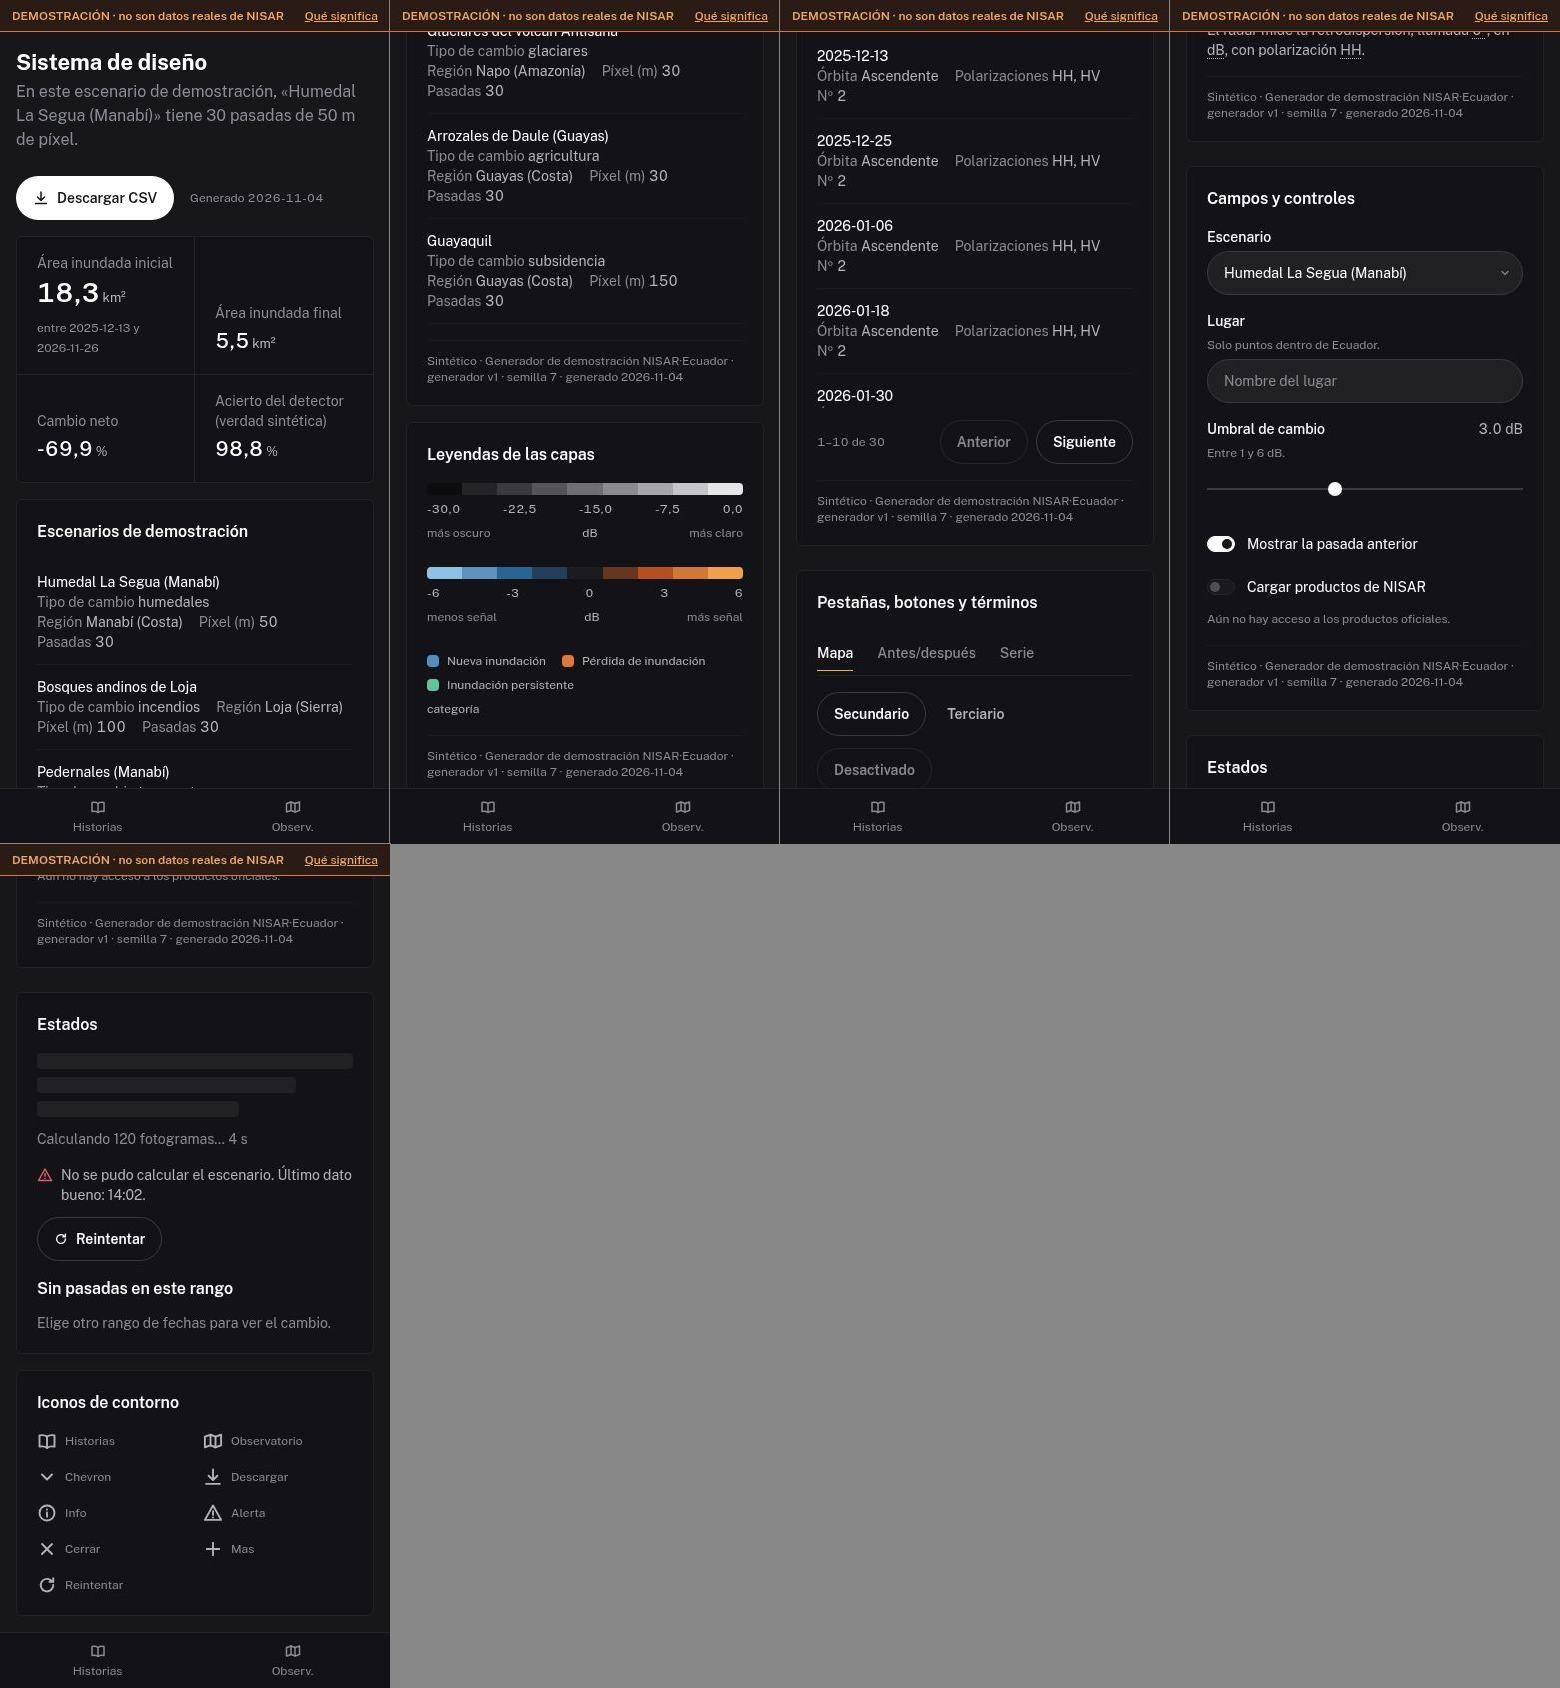 DEMOSTRACIÓN · no son datos reales de NISAR Qué significa
Sistema de diseño
En este escenario de demostración, «Humedal
La Segua (Manabí)» tiene 30 pasadas de 50 m
de píxel.
Descargar CSV Generado 2026-11-04
Área inundada inicial
18,3 km²
entre 2025-12-13 y
2026-11-26
Área inundada final
5,5 km²
Cambio neto
-69,9 %
Acierto del detector
(verdad sintética)
98,8 %
Escenarios de demostración
Humedal La Segua (Manabí)
Tipo de cambio humedales
Región Manabí (Costa) Píxel (m) 50
Pasadas 30
Bosques andinos de Loja
Tipo de cambio incendios Región Loja (Sierra)
Píxel (m) 100 Pasadas 30
Pedernales (Manabí)
Historias Observ.
DEMOSTRACIÓN · no son datos reales de NISAR Qué significa
Glaciares del volcán Antisana
Tipo de cambio glaciares
Región Napo (Amazonía) Píxel (m) 30
Pasadas 30
Arrozales de Daule (Guayas)
Tipo de cambio agricultura
Región Guayas (Costa) Píxel (m) 30
Pasadas 30
Guayaquil
Tipo de cambio subsidencia
Región Guayas (Costa) Píxel (m) 150
Pasadas 30
Sintético · Generador de demostración NISAR·Ecuador ·
generador v1 · semilla 7 · generado 2026-11-04
Leyendas de las capas
-30,0 -22,5 -15,0 -7,5 0,0
más oscuro dB más claro
-6 -3 0 3 6
menos señal dB más señal
Nueva inundación Pérdida de inundación
Inundación persistente
categoría
Sintético · Generador de demostración NISAR·Ecuador ·
generador v1 · semilla 7 · generado 2026-11-04
Historias Observ.
DEMOSTRACIÓN · no son datos reales de NISAR Qué significa
2025-12-13
Órbita Ascendente Polarizaciones HH, HV
Nº 2
2025-12-25
Órbita Ascendente Polarizaciones HH, HV
Nº 2
2026-01-06
Órbita Ascendente Polarizaciones HH, HV
Nº 2
2026-01-18
Órbita Ascendente Polarizaciones HH, HV
Nº 2
2026-01-30
1–10 de 30 Anterior Siguiente
Sintético · Generador de demostración NISAR·Ecuador ·
generador v1 · semilla 7 · generado 2026-11-04
Pestañas, botones y términos
Mapa Antes/después Serie
Secundario Terciario
Desactivado
Historias Observ.
DEMOSTRACIÓN · no son datos reales de NISAR Qué significa
El radar mide la retrodispersión, llamada en
dB, con polarización HH.
Sintético · Generador de demostración NISAR·Ecuador ·
generador v1 · semilla 7 · generado 2026-11-04
Campos y controles
Escenario
Humedal La Segua (Manabí)
Lugar
Solo puntos dentro de Ecuador.
Nombre del lugar
Umbral de cambio 3.0 dB
Entre 1 y 6 dB.
Mostrar la pasada anterior
Cargar productos de NISAR
Aún no hay acceso a los productos oficiales.
Sintético · Generador de demostración NISAR·Ecuador ·
generador v1 · semilla 7 · generado 2026-11-04
Estados
Historias Observ.
DEMOSTRACIÓN · no son datos reales de NISAR Qué significa
Aún no hay acceso a los productos oficiales.
Sintético · Generador de demostración NISAR·Ecuador ·
generador v1 · semilla 7 · generado 2026-11-04
Estados
Calculando 120 fotogramas... 4 s
No se pudo calcular el escenario. Último dato
bueno: 14:02.
Reintentar
Sin pasadas en este rango
Elige otro rango de fechas para ver el cambio.
Iconos de contorno
Historias Observatorio
Chevron Descargar
Info Alerta
Cerrar Mas
Reintentar
Historias Observ.